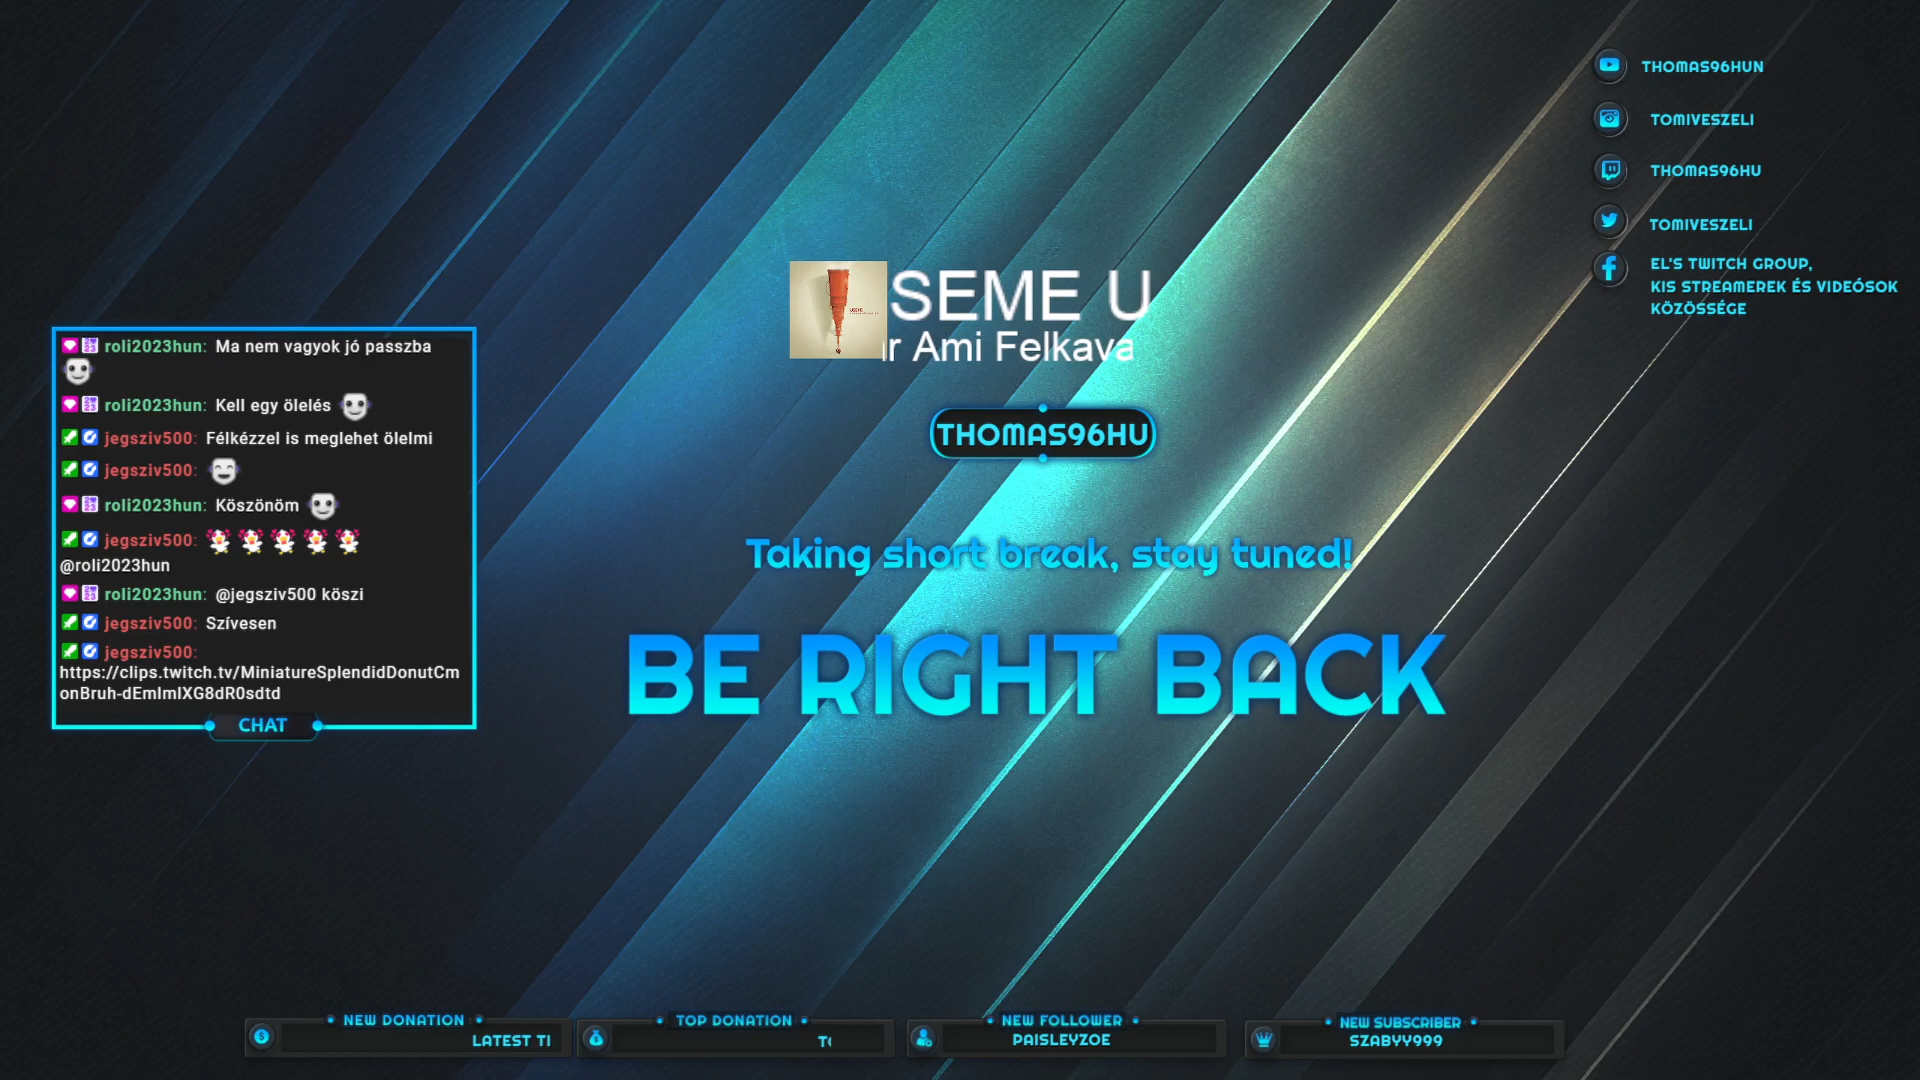 THOMAS96HUN
TOMIVESZELI
THOMAS96HU
TOMIVESZELI
EL'S TWITCH GROUP,
KIS STREAMEREK ÉS VIDEÓSOK
KÖZÖSSÉGE
SEME U
r Ami Felkava
THOMAS96HU
Taking short break, stay tuned!
BE RIGHT BACK
roli2023hun: Ma nem vagyok jó passzba
roli2023hun: Kell egy ölelés
jegsziv500: Félkézzel is meglehet ölelmi
jegsziv500:
roli2023hun: Köszönöm
jegsziv500:
@roli2023hun
roli2023hun: @jegsziv500 köszi
jegsziv500: Szívesen
jegsziv500:
https://clips.twitch.tv/MiniatureSplendidDonutCm
onBruh-dEmlmlXG8dR0sdtd
CHAT
NEW DONATION
LATEST TI
TOP DONATION
NEW FOLLOWER
PAISLEYZOE
NEW SUBSCRIBER
SZABYY999